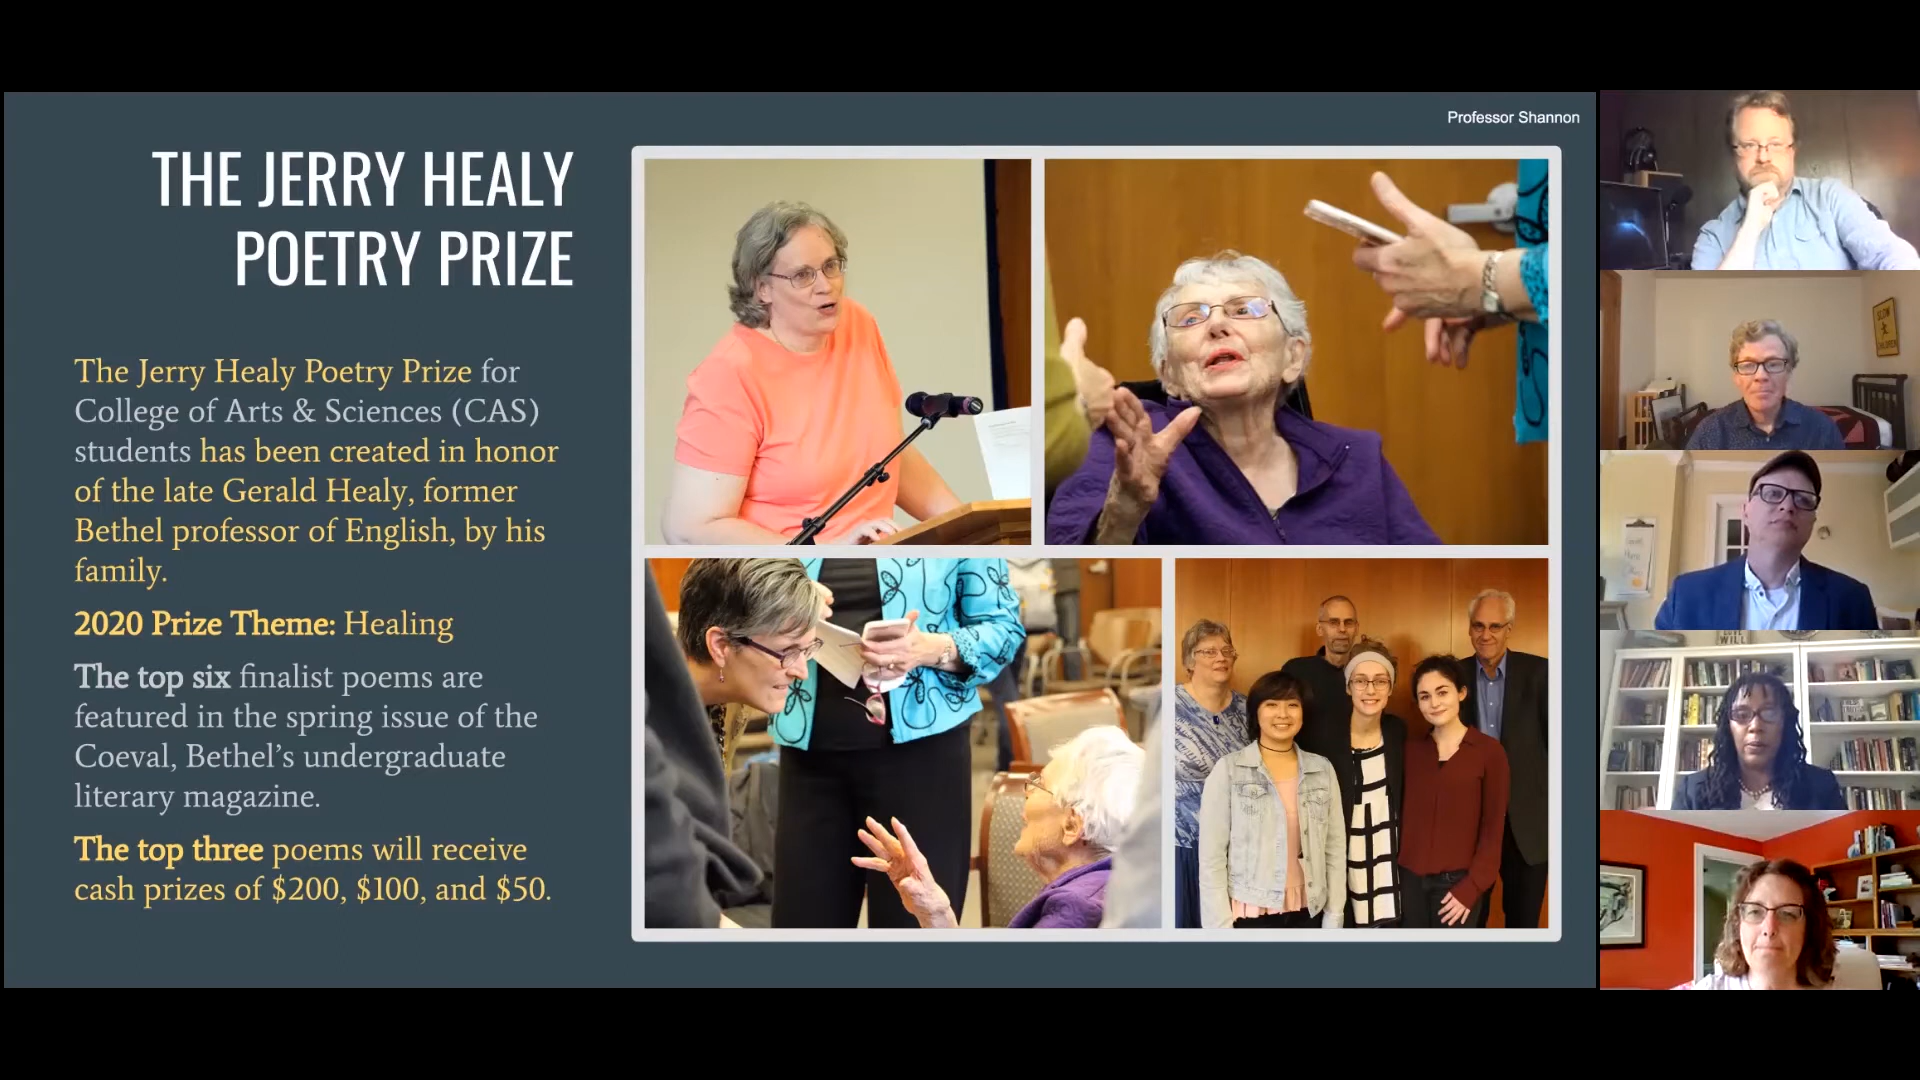 Professor Shannon
THE JERRY HEALY
POETRY PRIZE
The Jerry Healy Poetry Prize for
College of Arts & Sciences (CAS)
students has been created in honor
of the late Gerald Healy, former
Bethel professor of English, by his
family.
2020 Prize Theme: Healing
The top six finalist poems are
featured in the spring issue of the
Coeval, Bethel's undergraduate
literary magazine.
The top three poems will receive
cash prizes of $200, $100, and $50.
SLOW
WILL